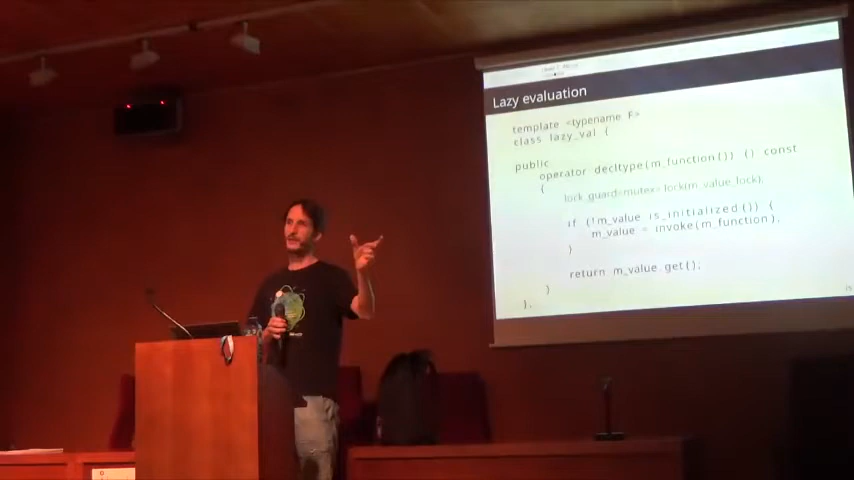 Lazy evaluation
template <typename F>
class lazy_val {
public:
operator decltype(m_function()) () const
{
lock_guard<mutex> lock(m_value_lock);
if (!m_value is_initialized()) {
m_value = invoke(m_function);
}
return m_value.get();
}
};
15